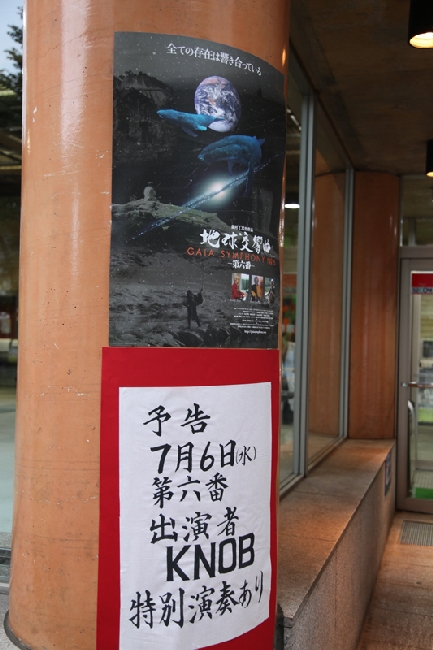 全ての存在は響き合っている
地球交響曲
GAIA SYMPHONY
第六番
予告
7月6日(水)
第六番
出演者
KNOB
特別演奏あり